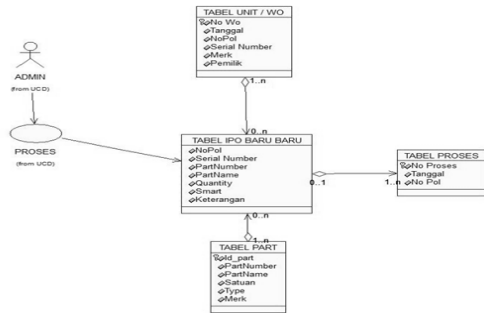 TABEL UNIT / WO
No Wo
Tanggal
NoPol
Serial Number
Merk
Pemilik
1..n
ADMIN
(from UCD)
PROSES
(from UCD)
0..n
TABEL IPO BARU BARU
NoPol
Serial Number
PartNumber
PartName
Quantity
Smart
Keterangan
0..1
1..n
TABEL PROSES
No Proses
Tanggal
No Pol
0..n
1..n
TABEL PART
Id_part
PartNumber
PartName
Satuan
Type
Merk